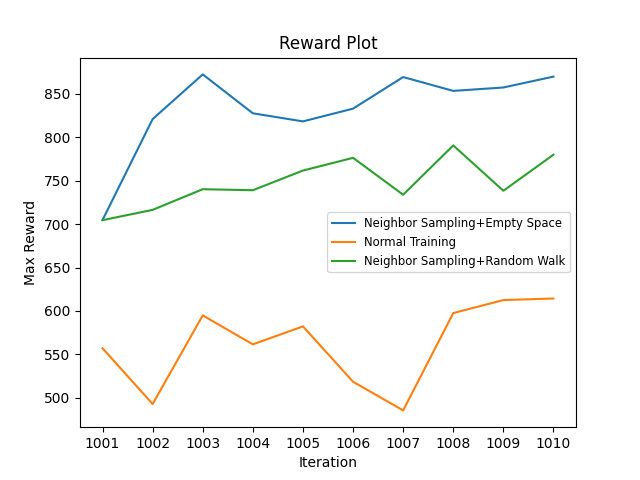 Reward Plot
Max Reward
850
800
750
700
650
600
550
500
Neighbor Sampling+Empty Space
Normal Training
Neighbor Sampling+Random Walk
1001 1002 1003 1004 1005 1006 1007 1008 1009 1010
Iteration